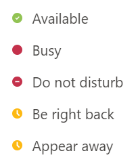 Available
Busy
Do not disturb
Be right back
Appear away